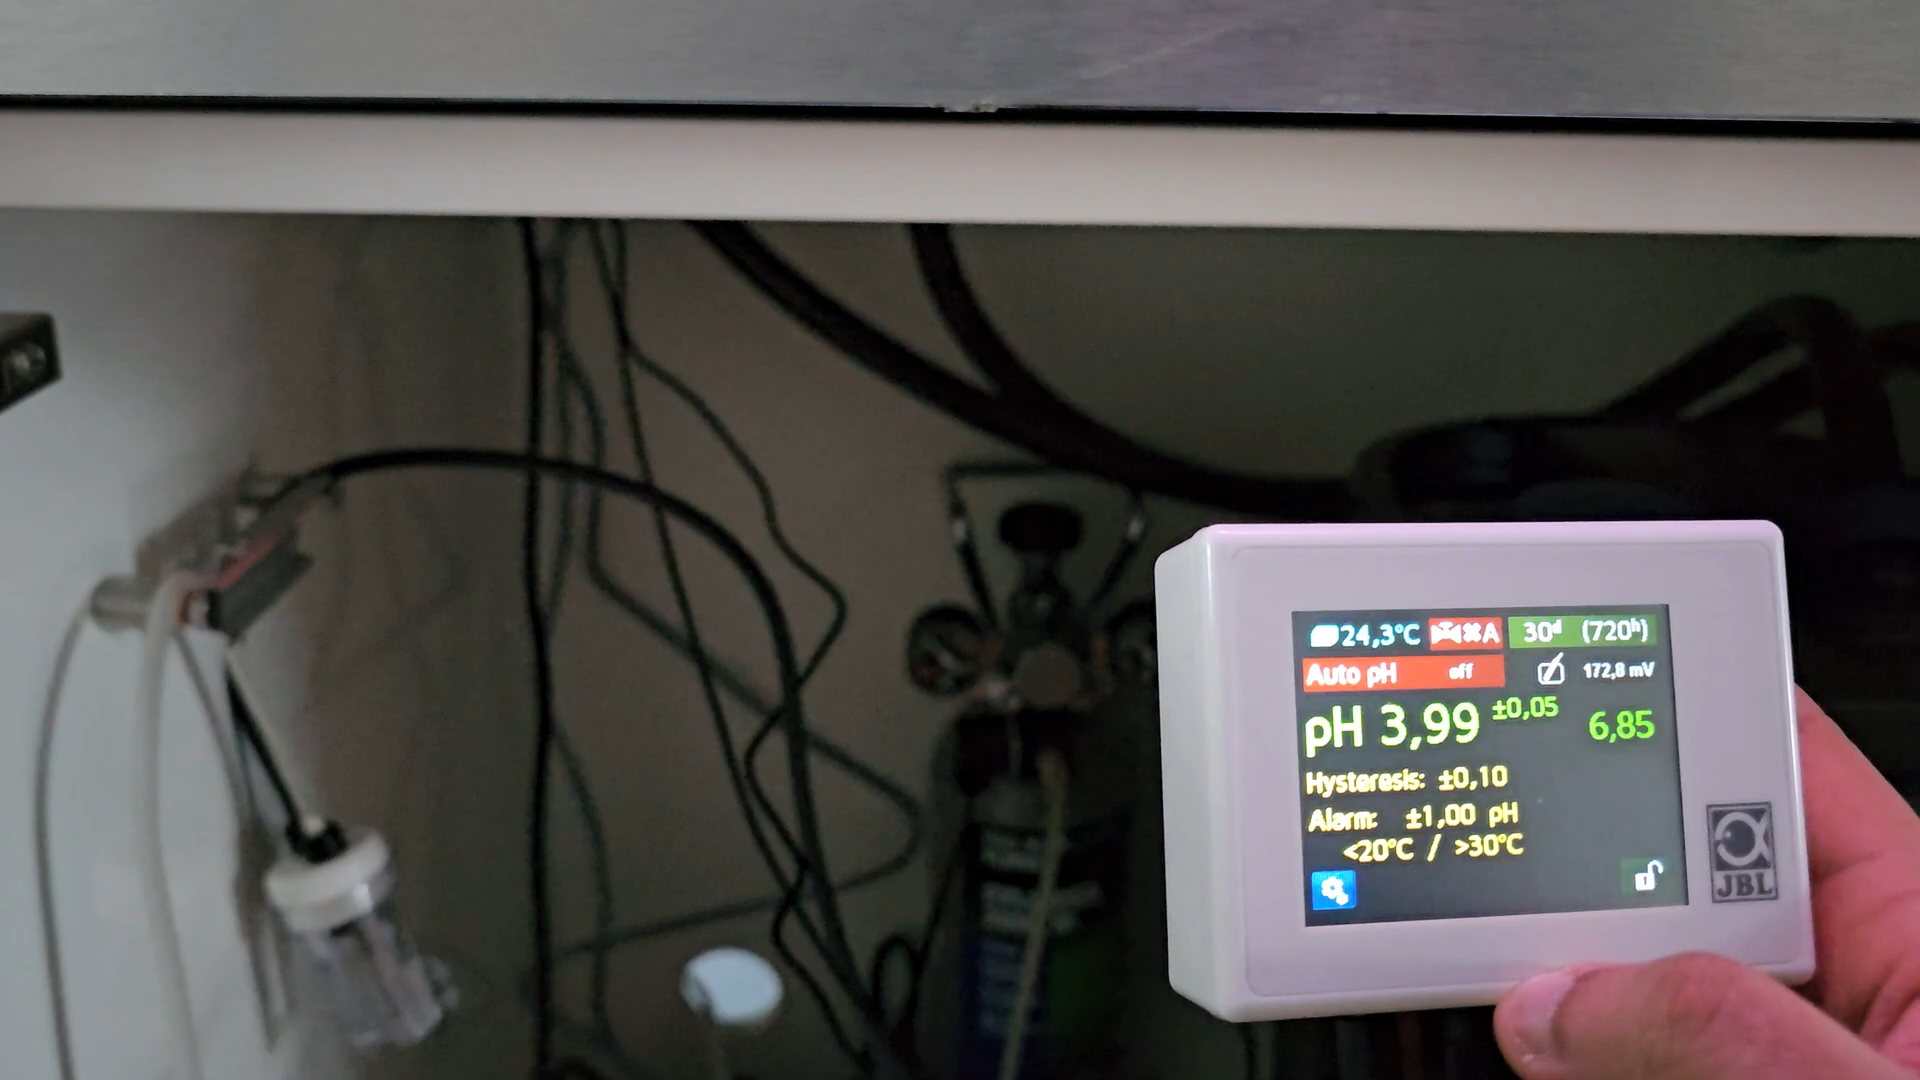 24,3°C A 30ᵈ (720ʰ)
Auto pH off 172,8 mV
pH 3,99 ±0,05 6,85
Hysteresis: ±0,10
Alarm: ±1,00 pH
<20°C / >30°C
JBL